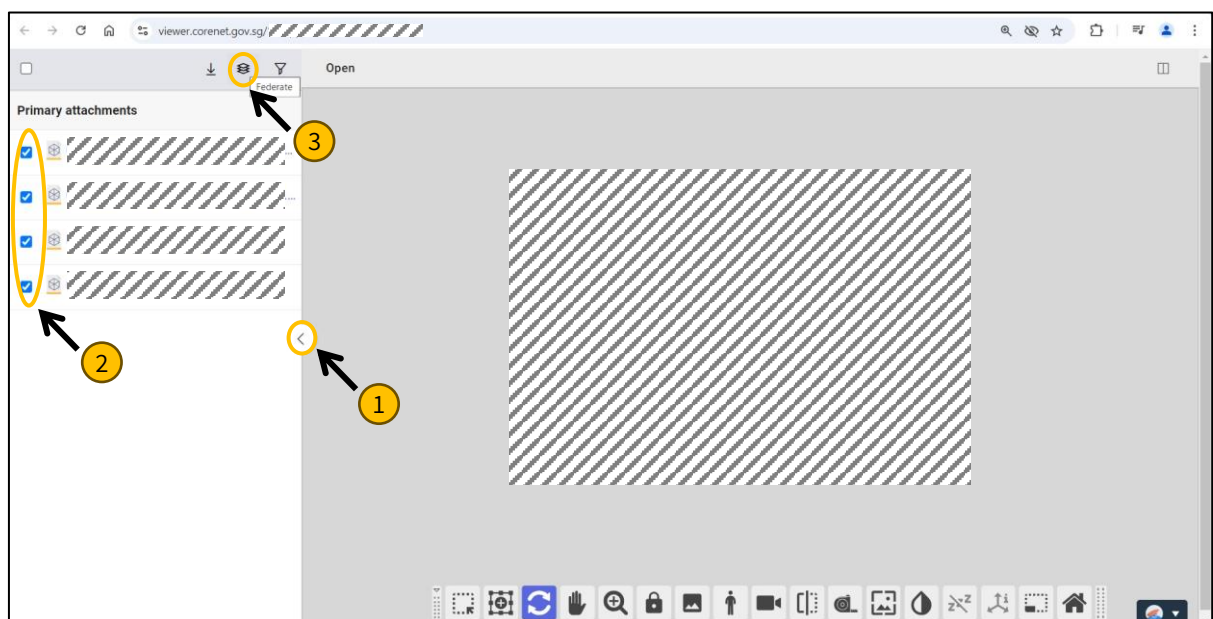 viewer.corenet.gov.sg/
Open
Federate
Primary attachments
3
2
1